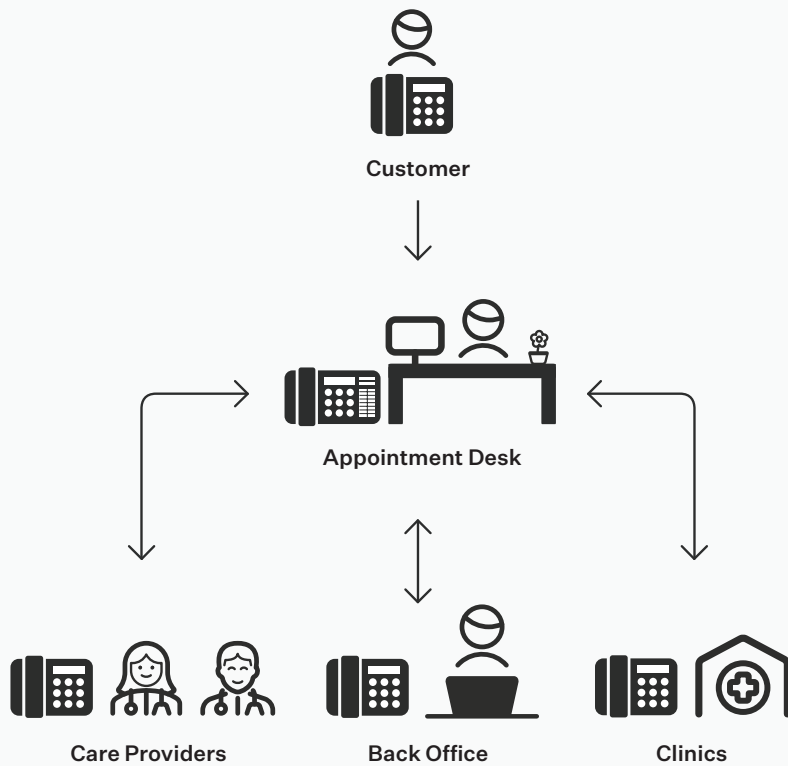 Customer
Appointment Desk
Care Providers
Back Office
Clinics